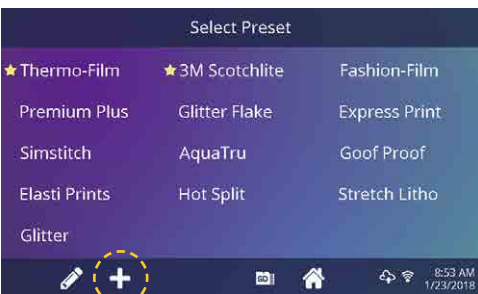 Select Preset
Thermo-Film
3M Scotchlite
Fashion-Film
Premium Plus
Glitter Flake
Express Print
Simstitch
AquaTru
Goof Proof
Elasti Prints
Hot Split
Stretch Litho
Glitter
SD
8:53 AM
1/23/2018